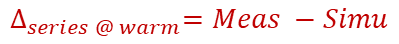 Δseries @ warm= Meas − Simu